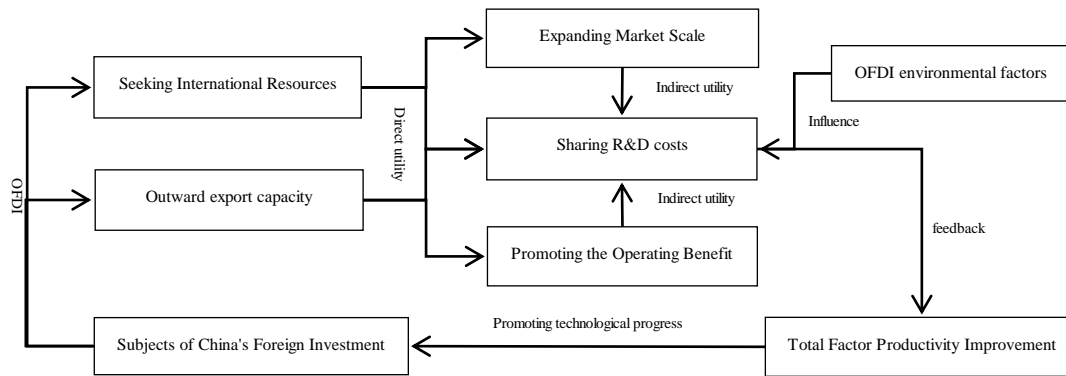 Expanding Market Scale
Seeking International Resources
OFDI environmental factors
Indirect utility
Influence
Direct utility
Sharing R&D costs
OFDI
Outward export capacity
Indirect utility
feedback
Promoting the Operating Benefit
Promoting technological progress
Subjects of China's Foreign Investment
Total Factor Productivity Improvement